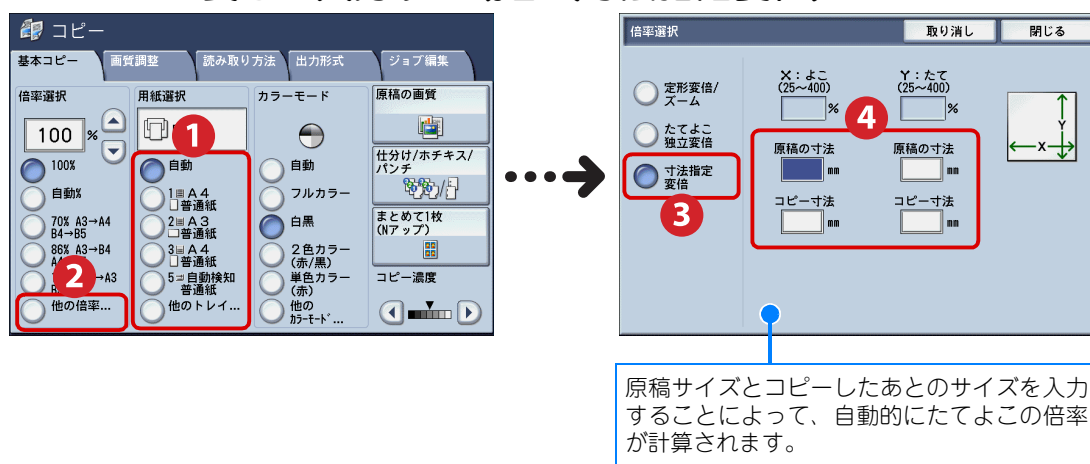 コピー
基本コピー
画質調整
読み取り方法
出力形式
ジョブ編集
倍率選択
100 %
100%
自動%
70% A3→A4
B4→B5
86% A3→B4
→A3
他の倍率...
2
用紙選択
1
自動
1 A4
普通紙
2 A3
普通紙
3 A4
普通紙
5 自動検知
普通紙
他のトレイ...
カラーモード
自動
フルカラー
白黒
2色カラー
(赤/黒)
単色カラー
(赤)
他の
カラーモード...
原稿の画質
仕分け/ホチキス/
パンチ
まとめて1枚
(Nアップ)
コピー濃度
倍率選択
取り消し
閉じる
定形変倍/
ズーム
たてよこ
独立変倍
寸法指定
変倍
3
X：よこ
(25～400)
%
Y：たて
(25～400)
%
4
原稿の寸法
mm
原稿の寸法
mm
コピー寸法
mm
コピー寸法
mm
Y
X
原稿サイズとコピーしたあとのサイズを入力
することによって、自動的にたてよこの倍率
が計算されます。